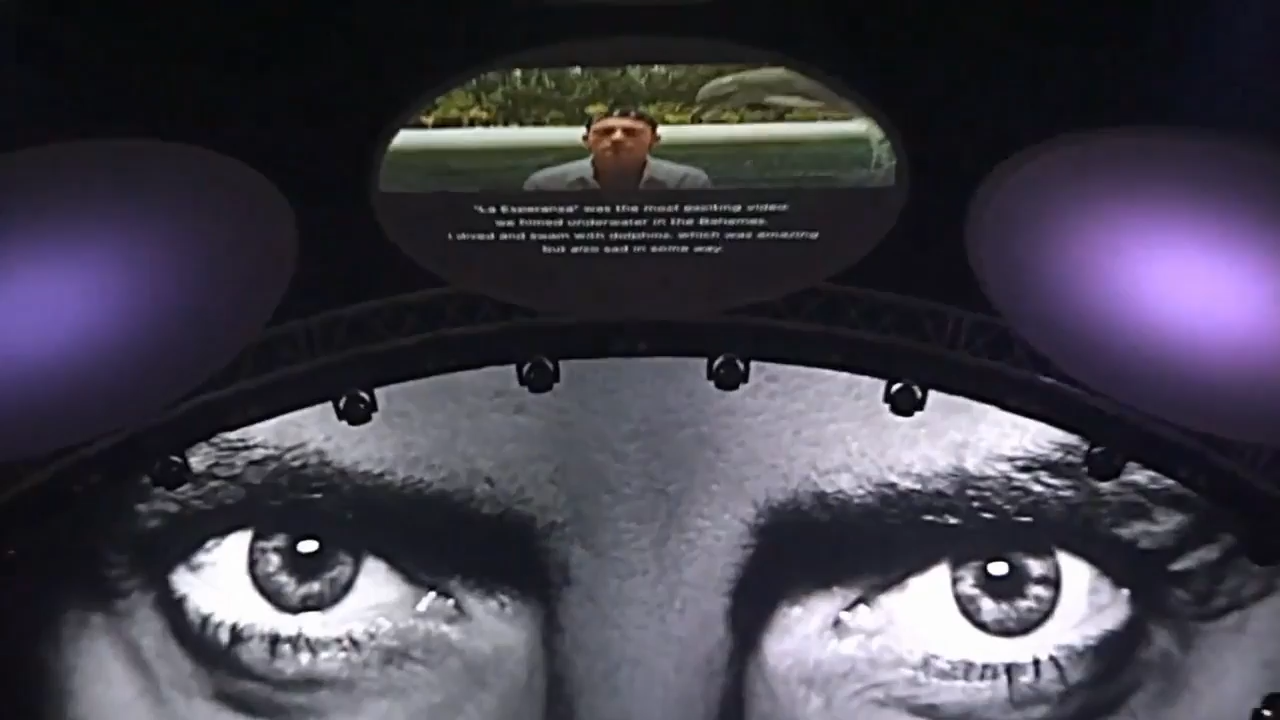 "La Esperanza" was the most exciting video
we filmed underwater in the Bahamas.
I dived and swam with dolphins, which was amazing
but also sad in some way.